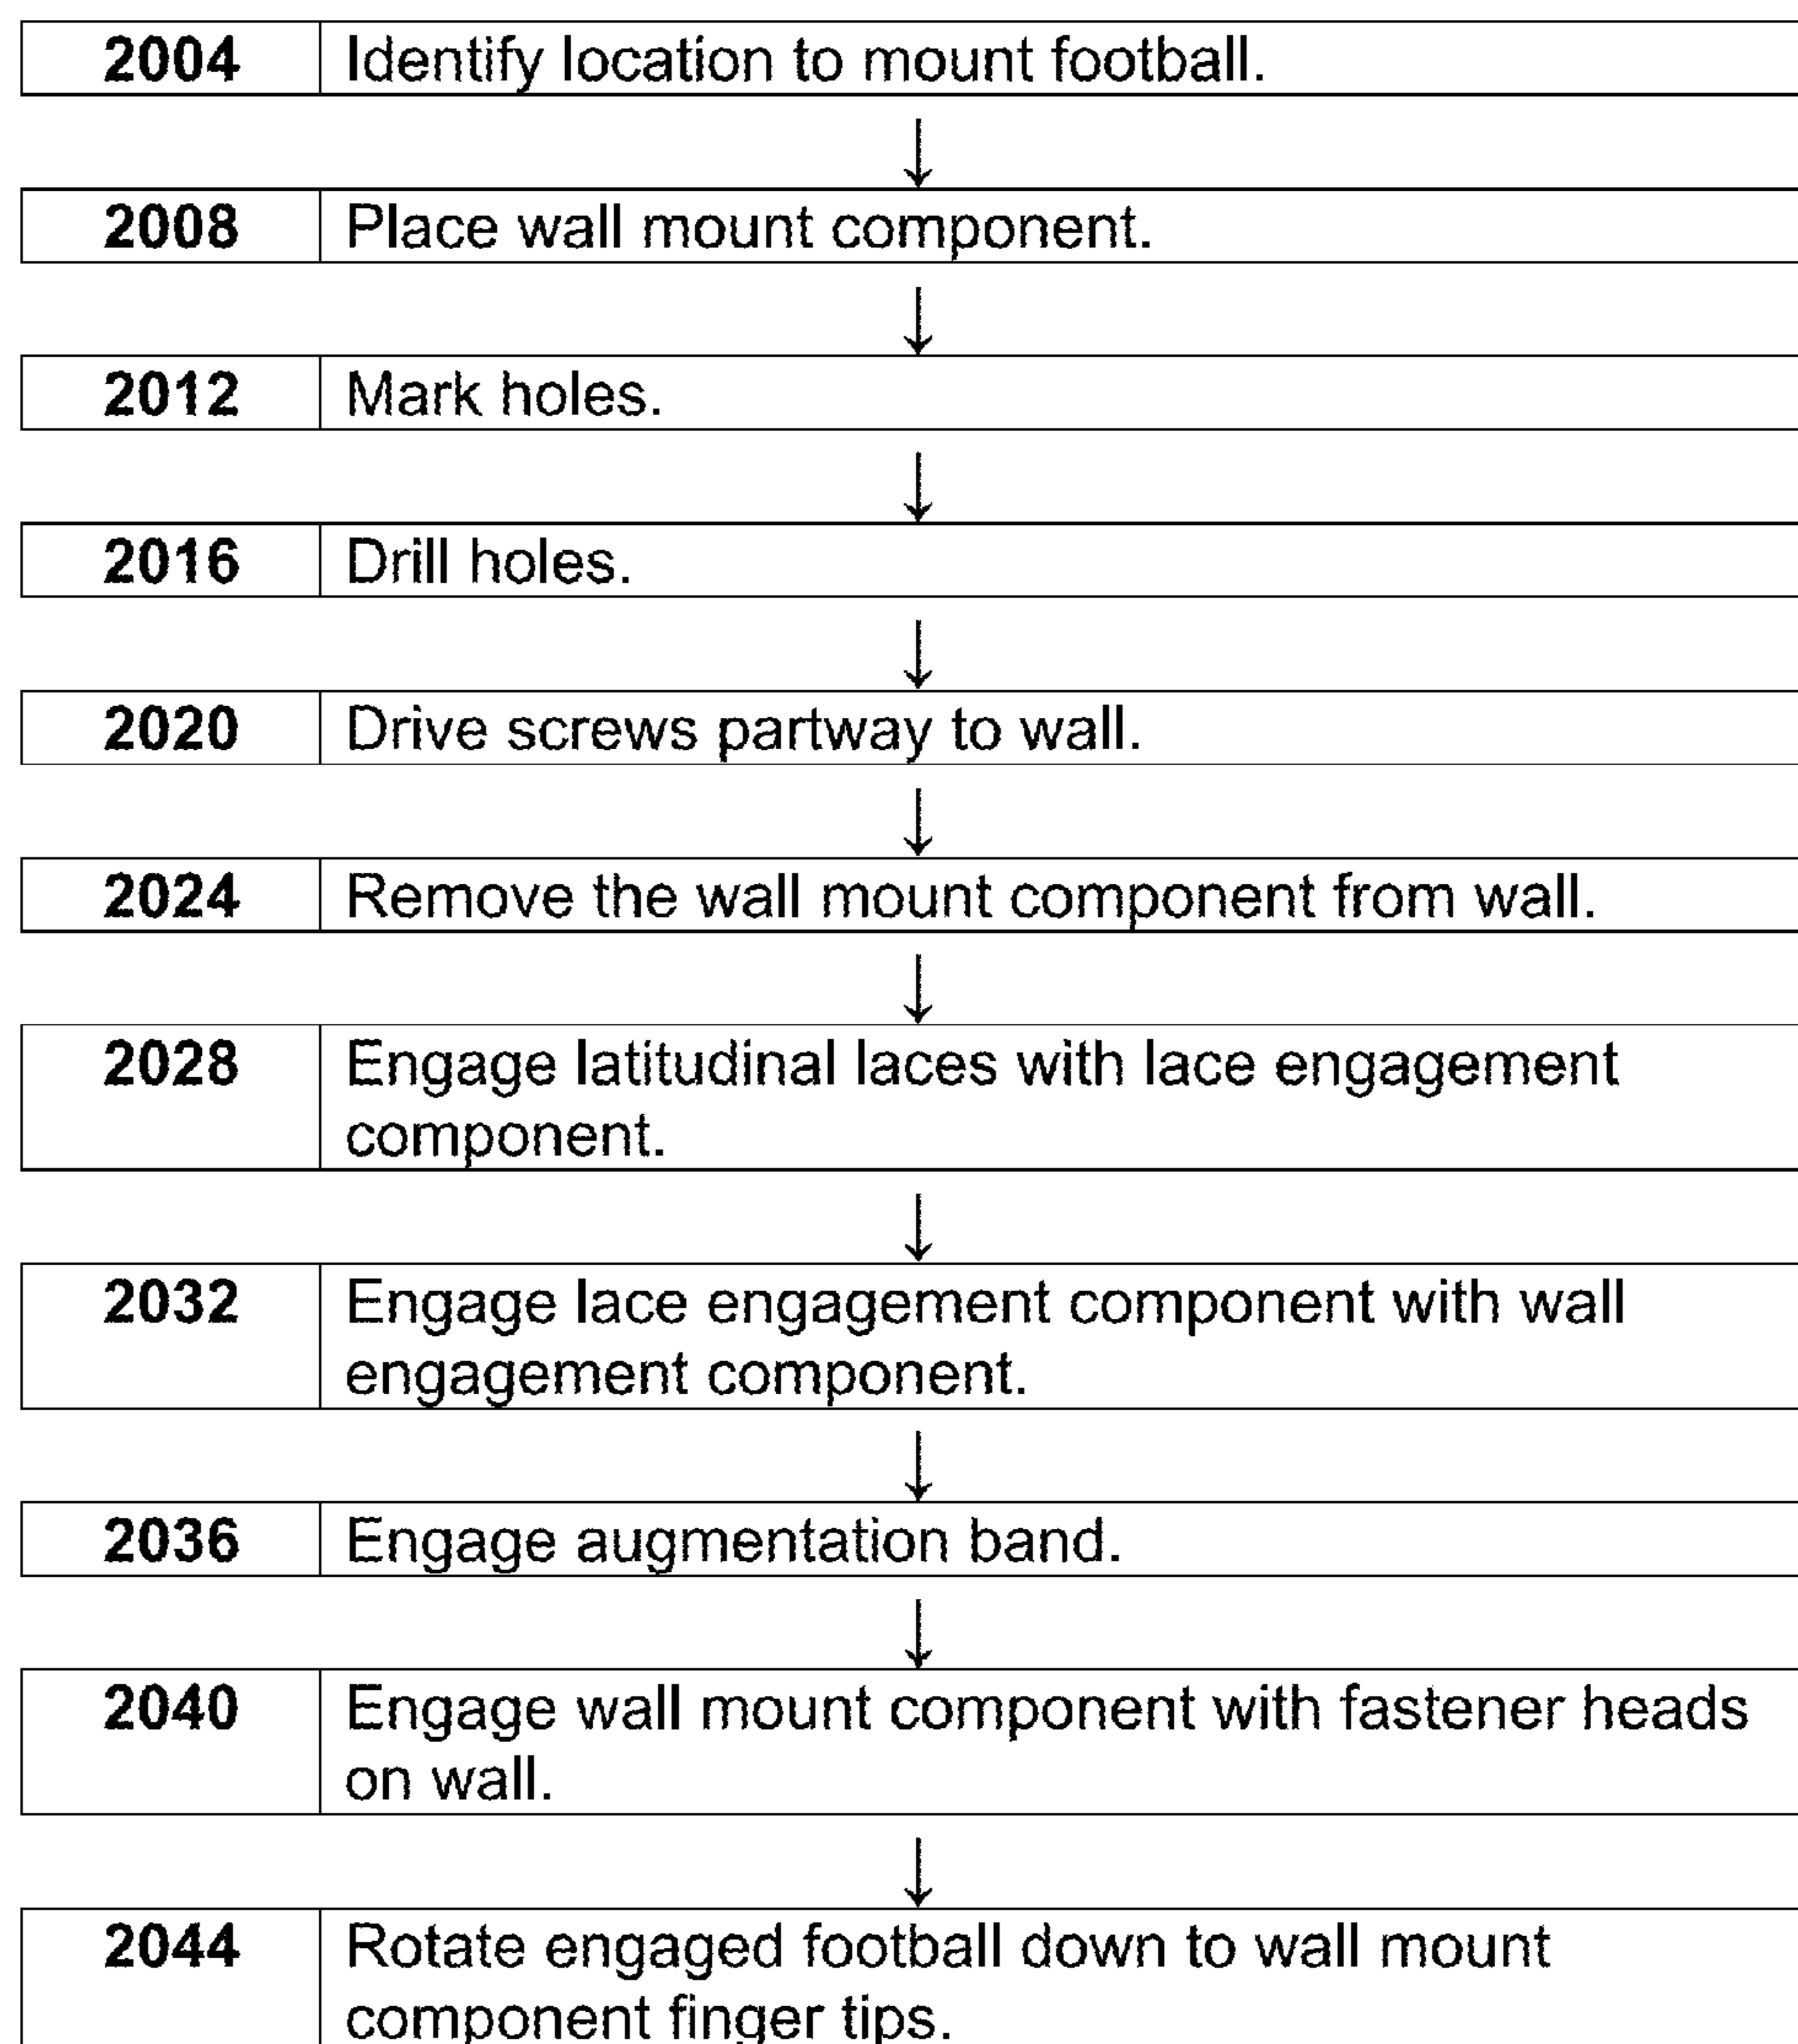 2004 Identify location to mount football.
2008 Place wall mount component.
2012 Mark holes.
2016 Drill holes.
2020 Drive screws partway to wall.
2024 Remove the wall mount component from wall.
2028 Engage latitudinal laces with lace engagement
component.
2032 Engage lace engagement component with wall
engagement component.
2036 Engage augmentation band.
2040 Engage wall mount component with fastener heads
on wall.
2044 Rotate engaged football down to wall mount
component finger tips.